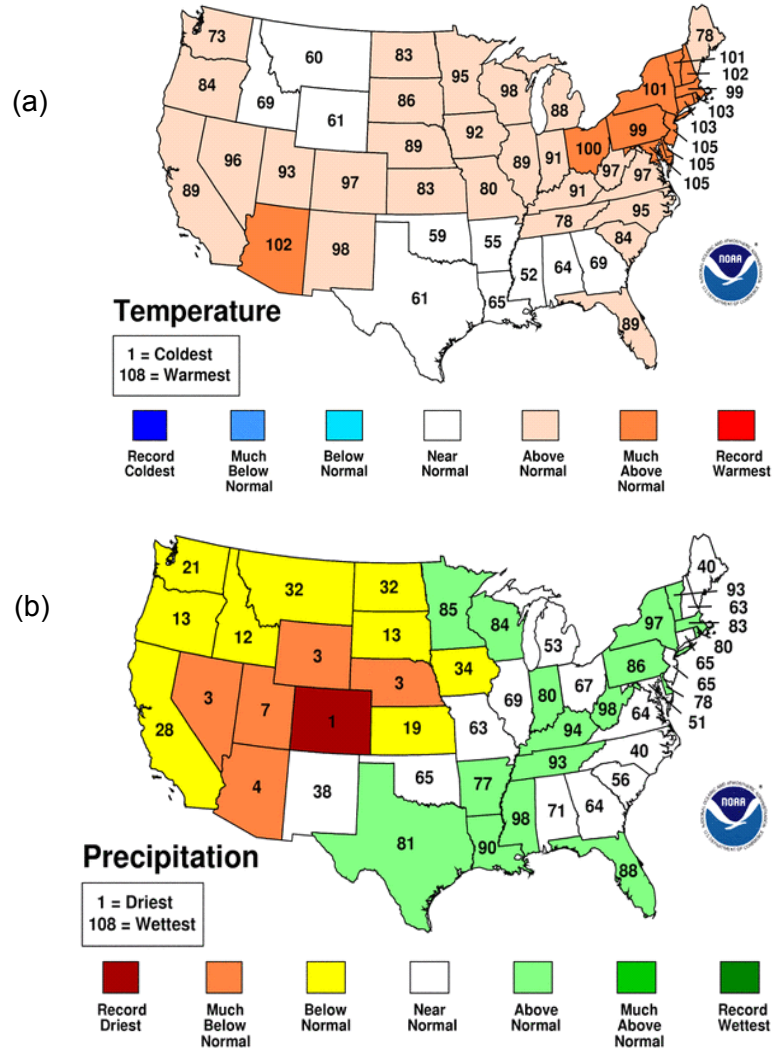 (a)
73
60
83
95
78
84
69
61
86
98
88
101
101
102
99
103
103
105
105
105
96
93
97
89
92
89
91
100
99
97
97
89
83
80
91
78
95
84
102
98
59
55
61
65
52
64
69
89
NOAA
Temperature
1 = Coldest
108 = Warmest
Record
Coldest
Much
Below
Normal
Below
Normal
Near
Normal
Above
Normal
Much
Above
Normal
Record
Warmest
(b)
21
32
32
85
40
13
12
3
13
84
53
97
93
63
83
80
65
65
78
51
3
7
1
3
34
69
80
67
86
98
64
28
19
63
94
93
40
56
4
38
65
77
81
90
98
71
64
88
NOAA
Precipitation
1 = Driest
108 = Wettest
Record
Driest
Much
Below
Normal
Below
Normal
Near
Normal
Above
Normal
Much
Above
Normal
Record
Wettest